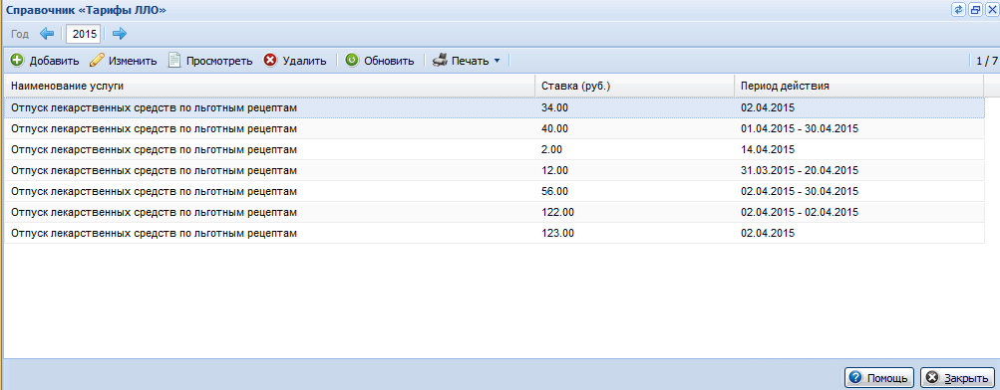 Справочник «Тарифы ЛЛО»
Год 2015
Добавить Изменить Просмотреть Удалить Обновить Печать 1 / 7
Наименование услуги Ставка (руб.) Период действия
Отпуск лекарственных средств по льготным рецептам 34.00 02.04.2015
Отпуск лекарственных средств по льготным рецептам 40.00 01.04.2015 - 30.04.2015
Отпуск лекарственных средств по льготным рецептам 2.00 14.04.2015
Отпуск лекарственных средств по льготным рецептам 12.00 31.03.2015 - 20.04.2015
Отпуск лекарственных средств по льготным рецептам 56.00 02.04.2015 - 30.04.2015
Отпуск лекарственных средств по льготным рецептам 122.00 02.04.2015 - 02.04.2015
Отпуск лекарственных средств по льготным рецептам 123.00 02.04.2015
Помощь Закрыть